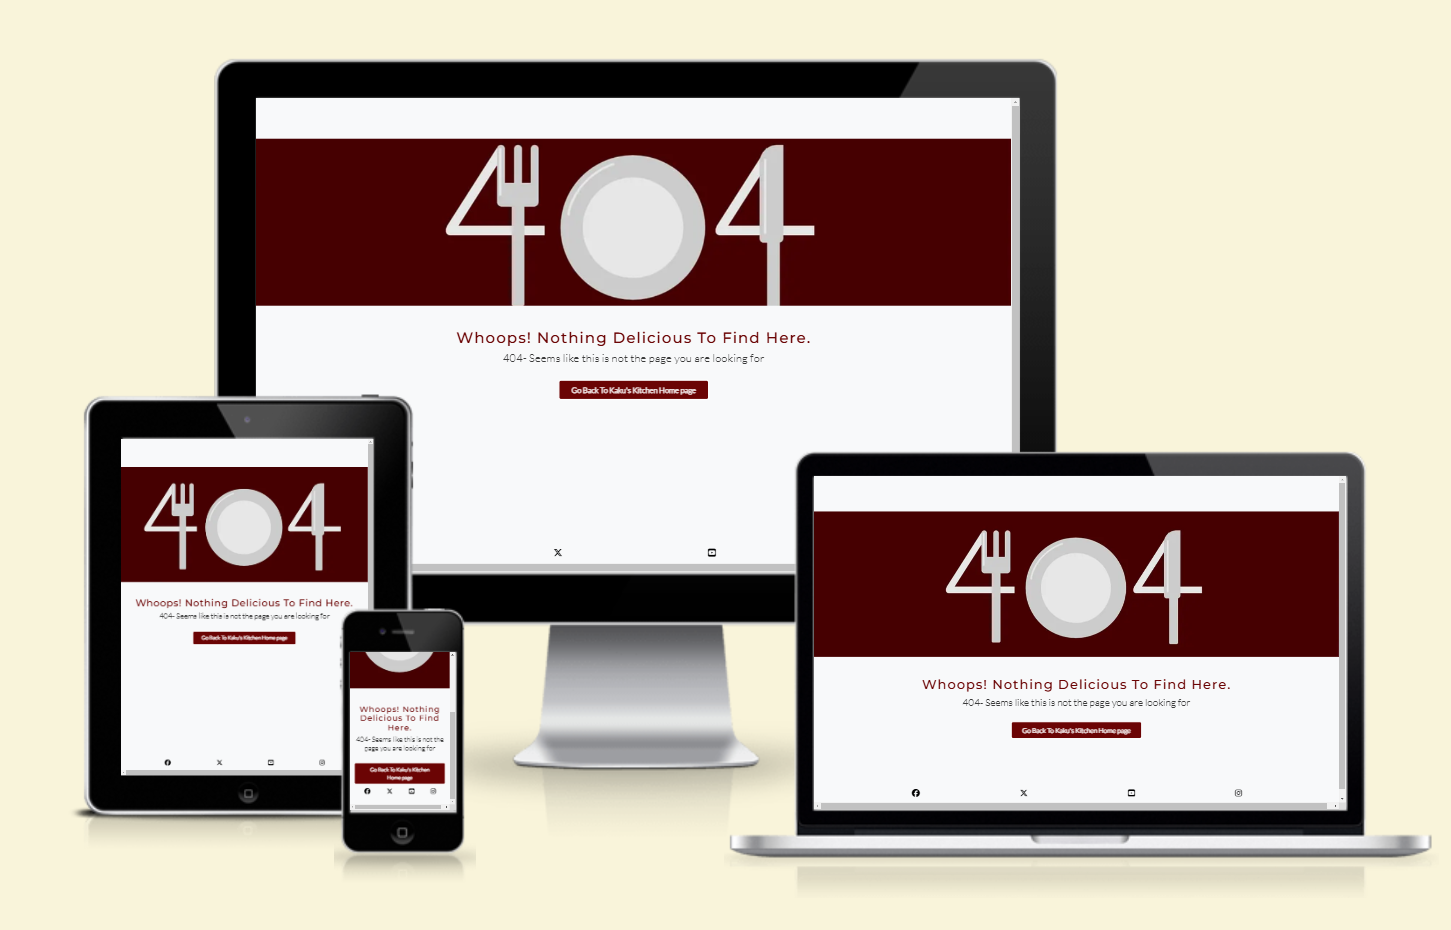 404
Whoops! Nothing Delicious To Find Here.
404- Seems like this is not the page you are looking for
Go Back To Kaku's Kitchen Home page
404
Whoops! Nothing Delicious To Find Here.
404- Seems like this is not the page you are looking for
Go Back To Kaku's Kitchen Home page
Whoops! Nothing
Delicious To Find
Here.
404- Seems like this is not the
page you are looking for
Go Back To Kaku's Kitchen
Home page
404
Whoops! Nothing Delicious To Find Here.
404- Seems like this is not the page you are looking for
Go Back To Kaku's Kitchen Home page